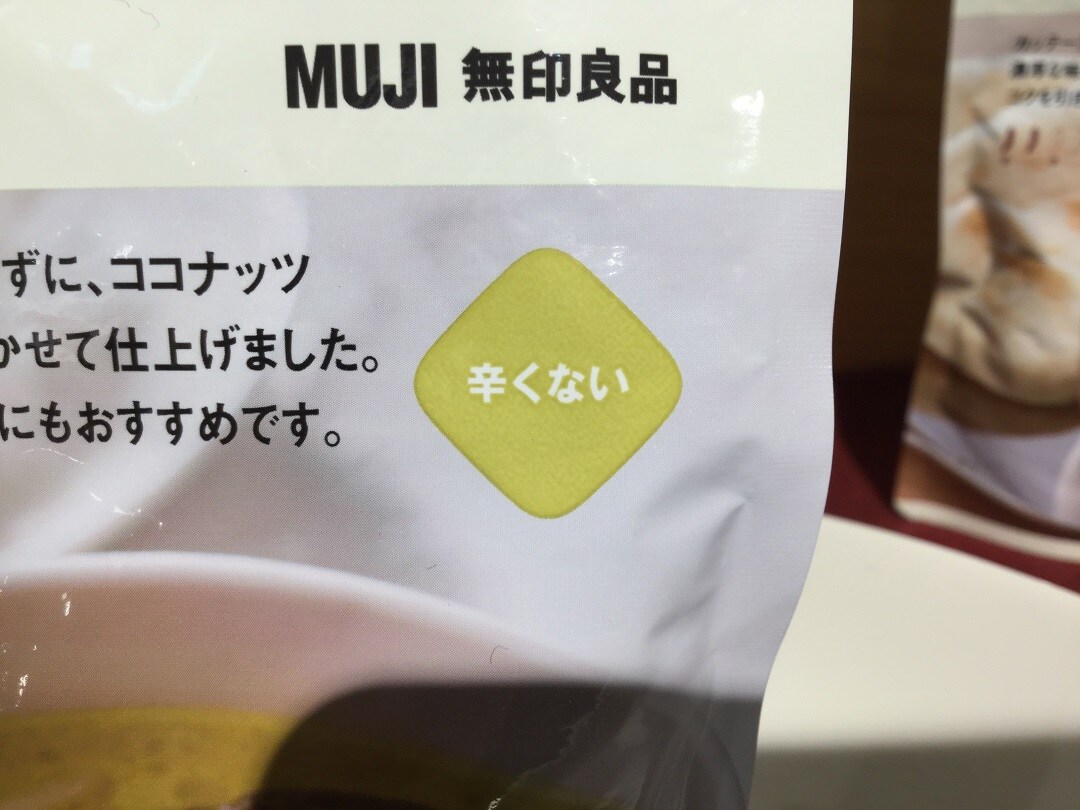 MUJI 無印良品
ずに、ココナッツ
かせて仕上げました。
にもおすすめです。
辛くない